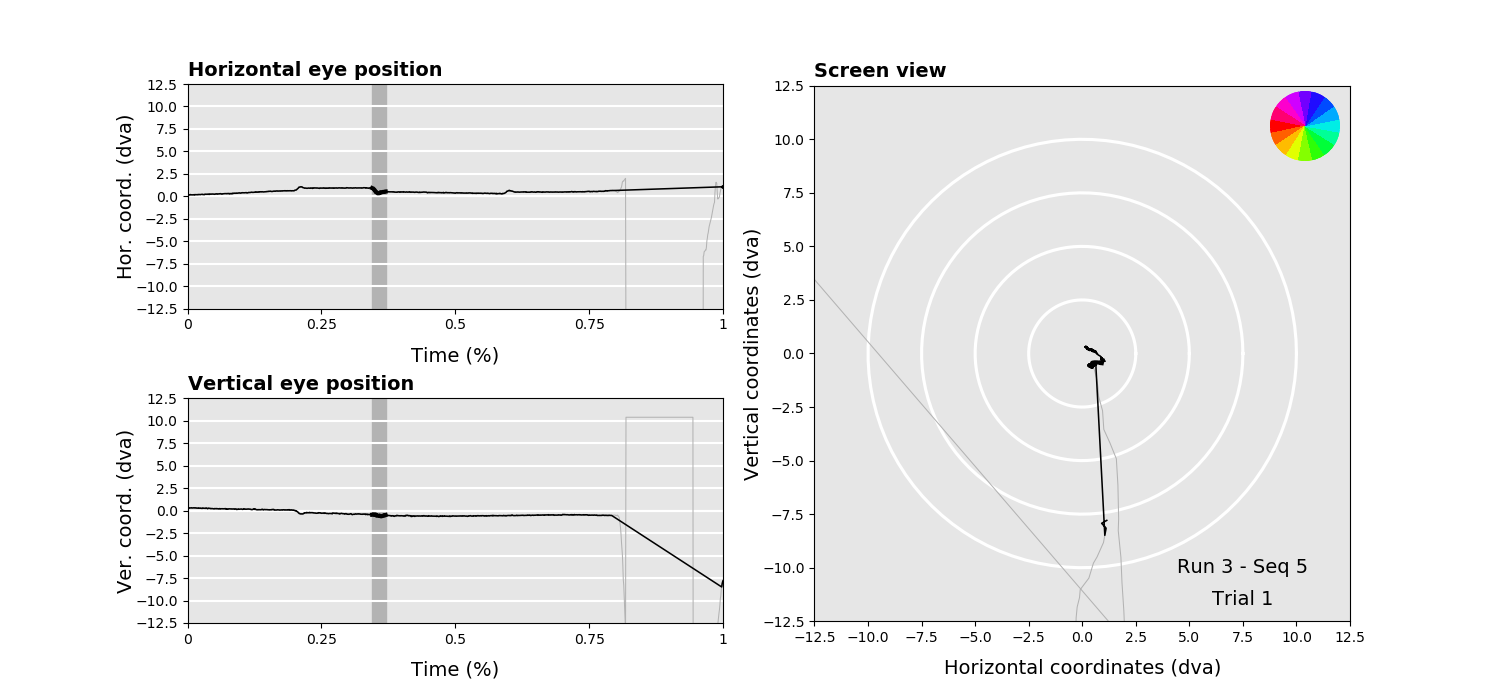 Horizontal eye position
12.5
10.0
7.5
5.0
2.5
0.0
−2.5
−5.0
−7.5
−10.0
−12.5
Hor. coord. (dva)
0 0.25 0.5 0.75 1
Time (%)
Vertical eye position
12.5
10.0
7.5
5.0
2.5
0.0
−2.5
−5.0
−7.5
−10.0
−12.5
Ver. coord. (dva)
0 0.25 0.5 0.75 1
Time (%)
Screen view
12.5
10.0
7.5
5.0
2.5
0.0
−2.5
−5.0
−7.5
−10.0
−12.5
Vertical coordinates (dva)
Run 3 - Seq 5
Trial 1
−12.5 −10.0 −7.5 −5.0 −2.5 0.0 2.5 5.0 7.5 10.0 12.5
Horizontal coordinates (dva)